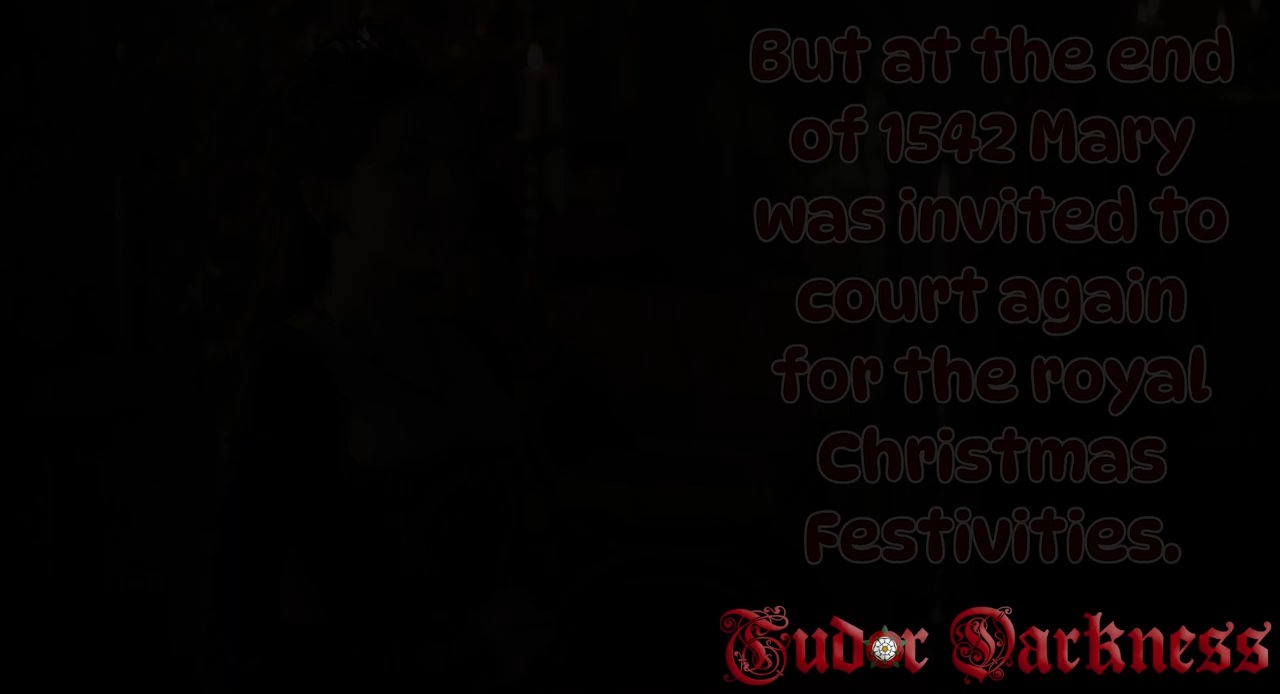 But at the end
of 1542 Mary
was invited to
court again
for the royal
Christmas
Festivities.
Tudor Darkness